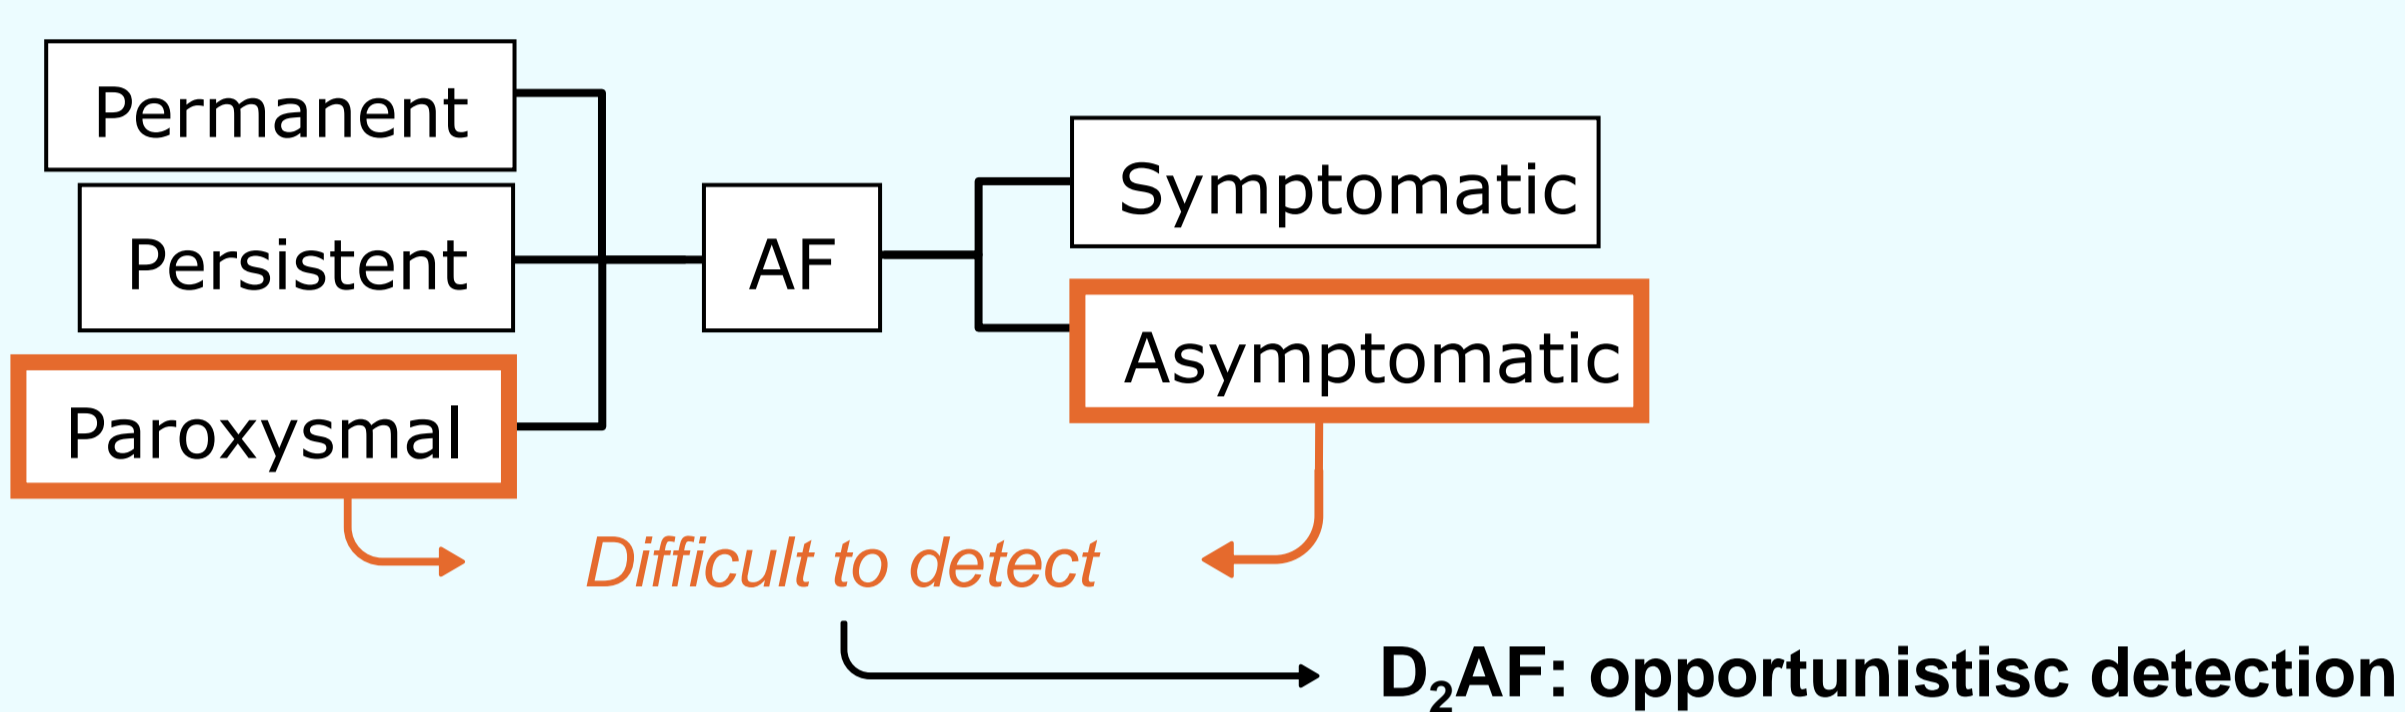 Permanent
Persistent
Paroxysmal
AF
Symptomatic
Asymptomatic
Difficult to detect
D₂AF: opportunistisc detection